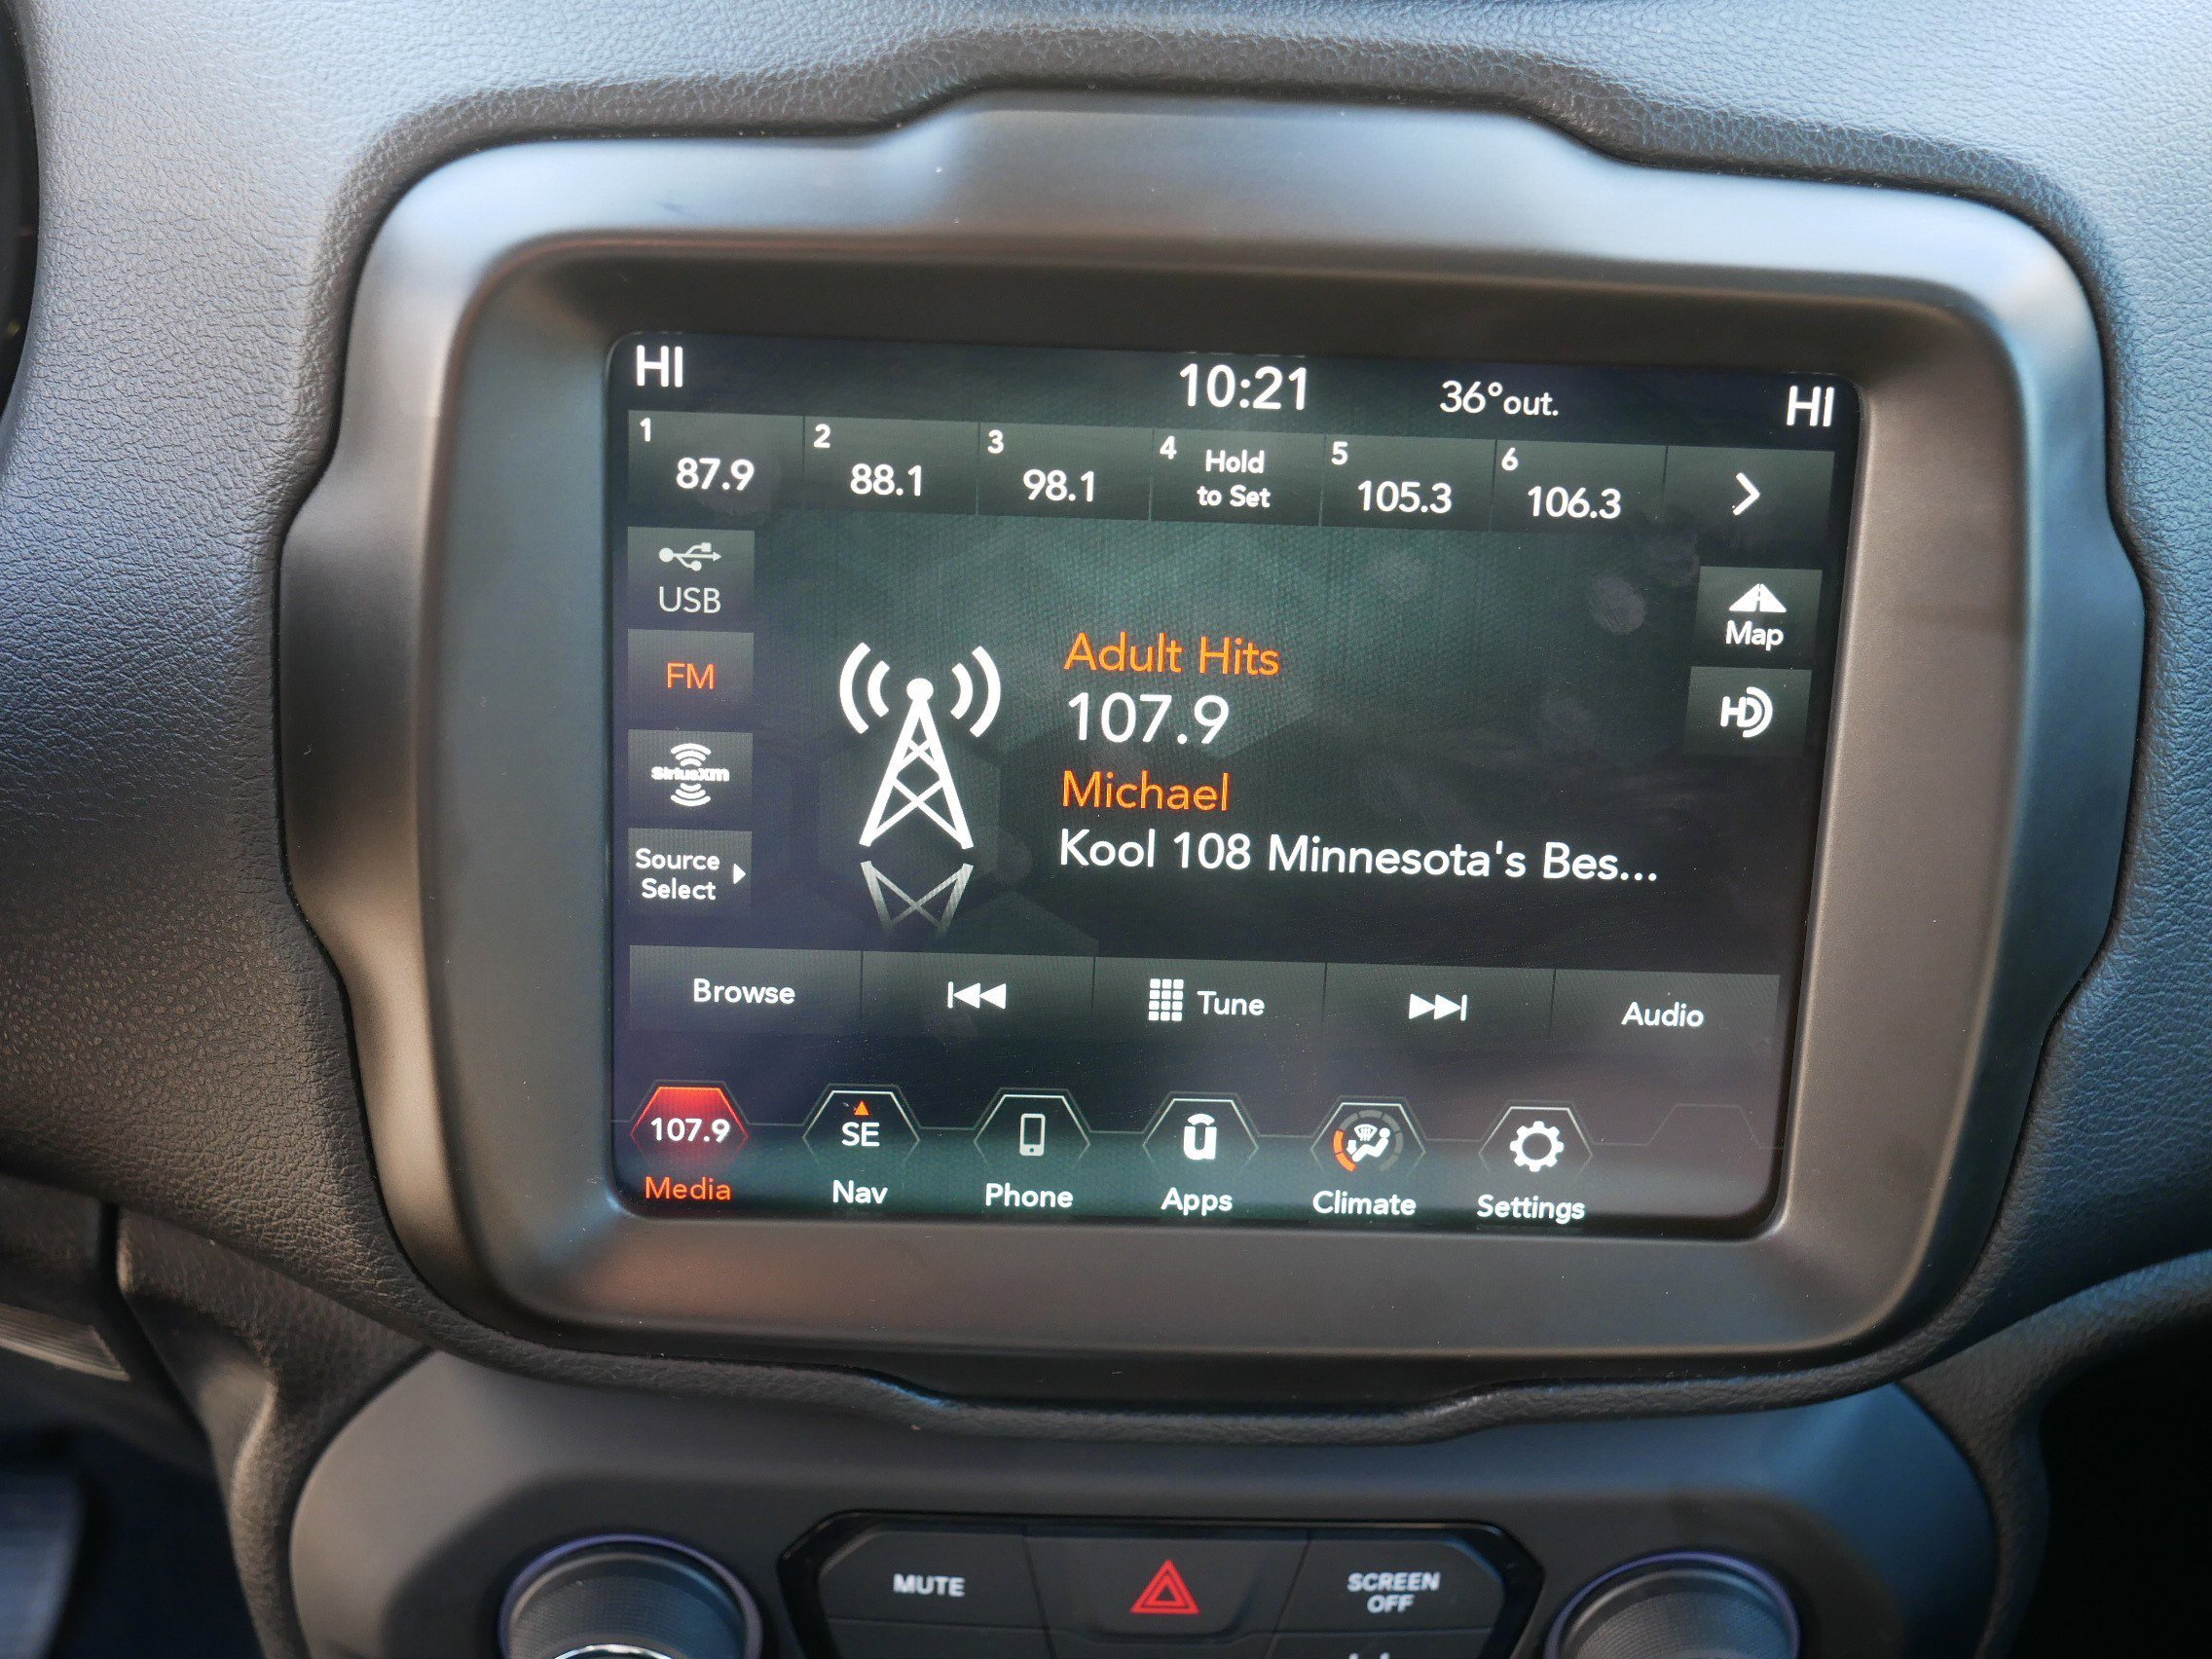 HI 10:21 36°out. HI
1 87.9 2 88.1 3 98.1 4 Hold to Set 5 105.3 6 106.3
USB
Map
FM
HD
SiriusXM
Source
Select
Adult Hits
107.9
Michael
Kool 108 Minnesota's Bes...
Browse Tune Audio
107.9 SE u
Media Nav Phone Apps Climate Settings
MUTE SCREEN
OFF